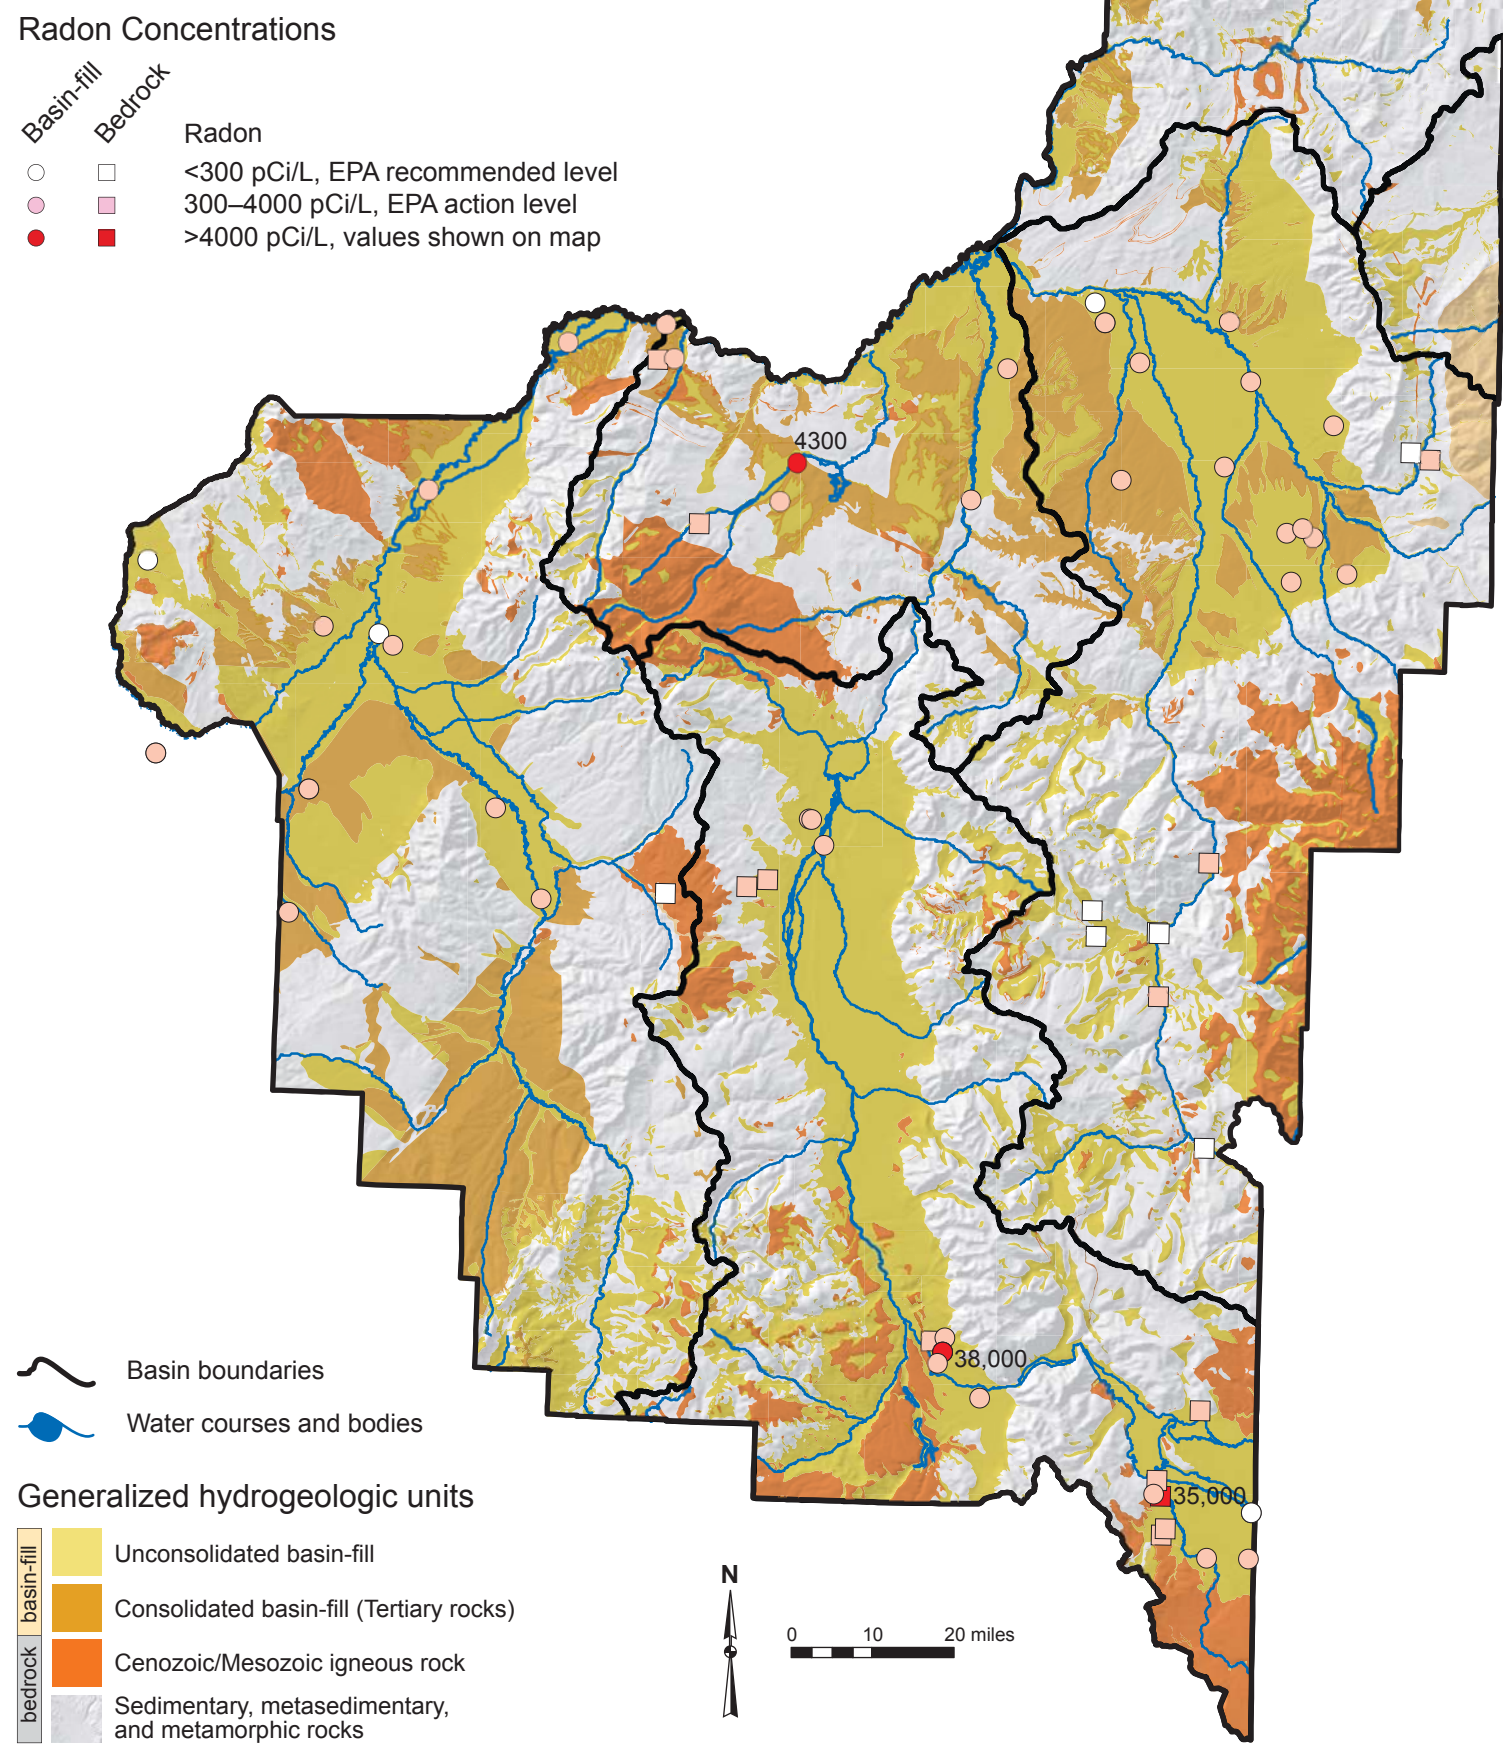 Radon Concentrations
Basin-fill
Bedrock
Radon
<300 pCi/L, EPA recommended level
300–4000 pCi/L, EPA action level
>4000 pCi/L, values shown on map
4300
38,000
35,000
Basin boundaries
Water courses and bodies
Generalized hydrogeologic units
basin-fill
Unconsolidated basin-fill
Consolidated basin-fill (Tertiary rocks)
bedrock
Cenozoic/Mesozoic igneous rock
Sedimentary, metasedimentary,
and metamorphic rocks
N
0 10 20 miles